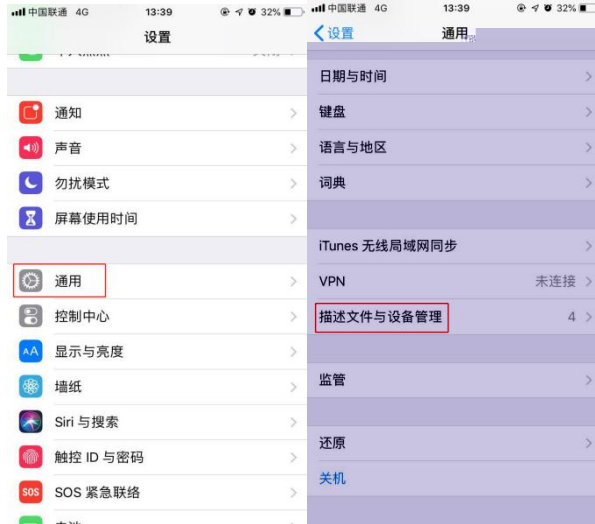 中国联通 4G 13:39 32%
设置
通知
声音
勿扰模式
屏幕使用时间
通用
控制中心
显示与亮度
AA
墙纸
Siri 与搜索
触控 ID 与密码
SOS
SOS 紧急联络
中国联通 4G 13:39 32%
设置 通用
日期与时间
键盘
语言与地区
词典
iTunes 无线局域网同步
VPN 未连接
描述文件与设备管理 4
监管
还原
关机